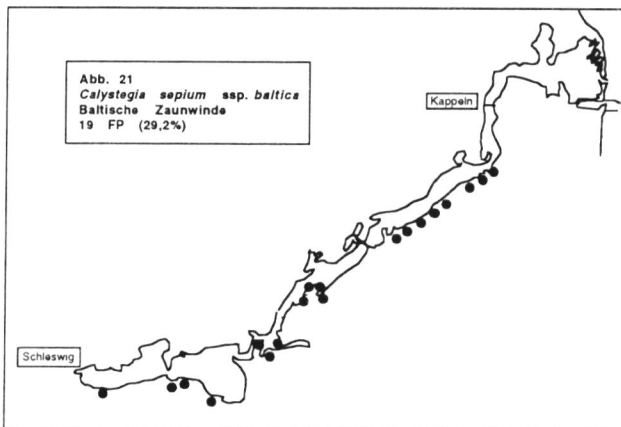 Abb. 21
Calystegia sepium ssp. baltica
Baltische Zaunwinde
19 FP (29,2%)
Kappeln
Schleswig